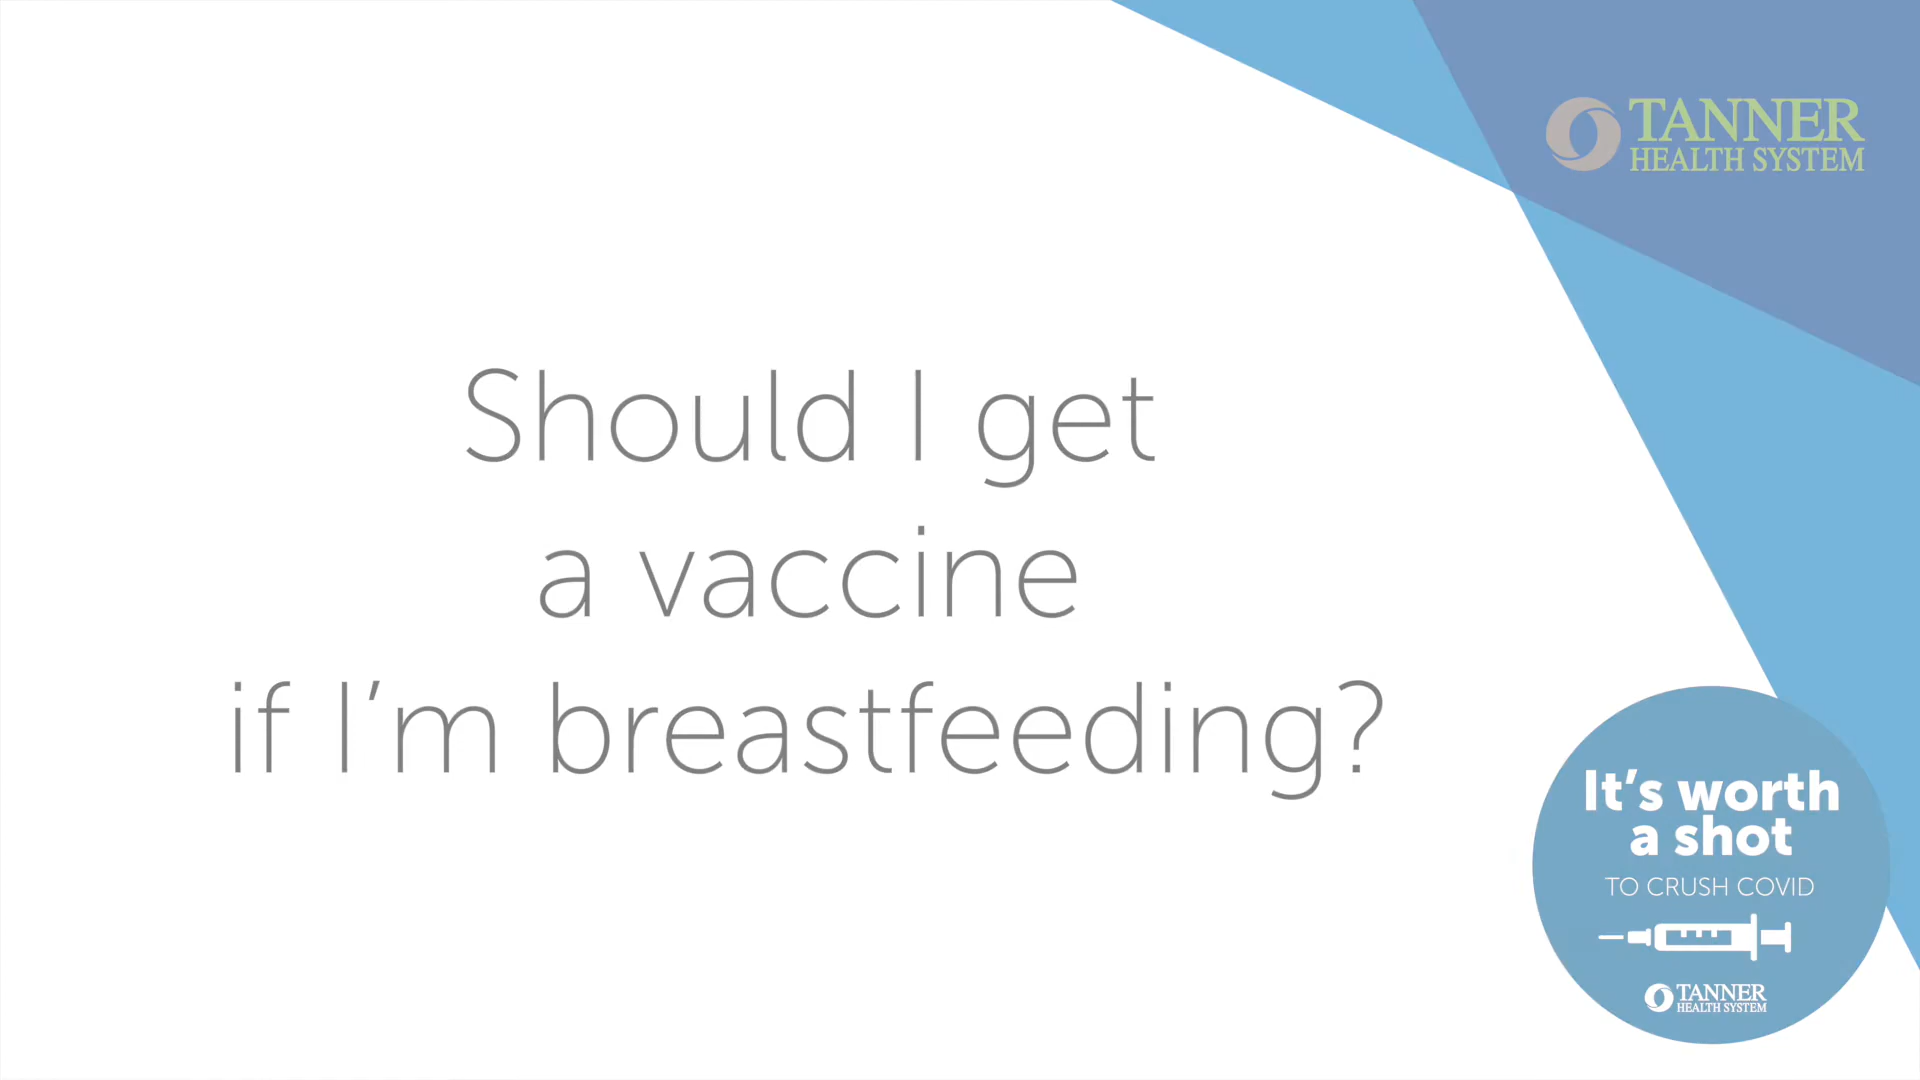 TANNER
HEALTH SYSTEM
Should I get
a vaccine
if I'm breastfeeding?
It's worth
a shot
TO CRUSH COVID
TANNER
HEALTH SYSTEM